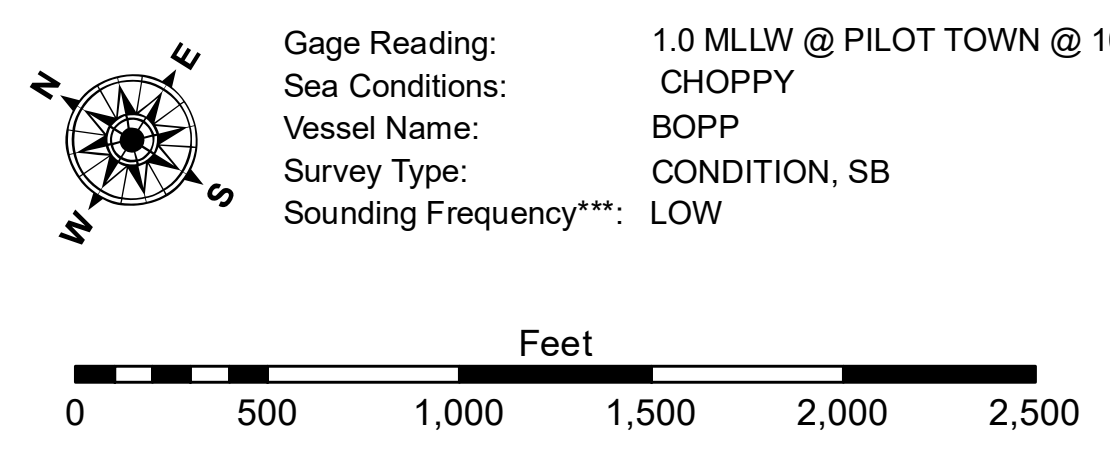 N
E
S
W
Gage Reading: 1.0 MLLW @ PILOT TOWN @ 1
Sea Conditions: CHOPPY
Vessel Name: BOPP
Survey Type: CONDITION, SB
Sounding Frequency***: LOW
Feet
0 500 1,000 1,500 2,000 2,500